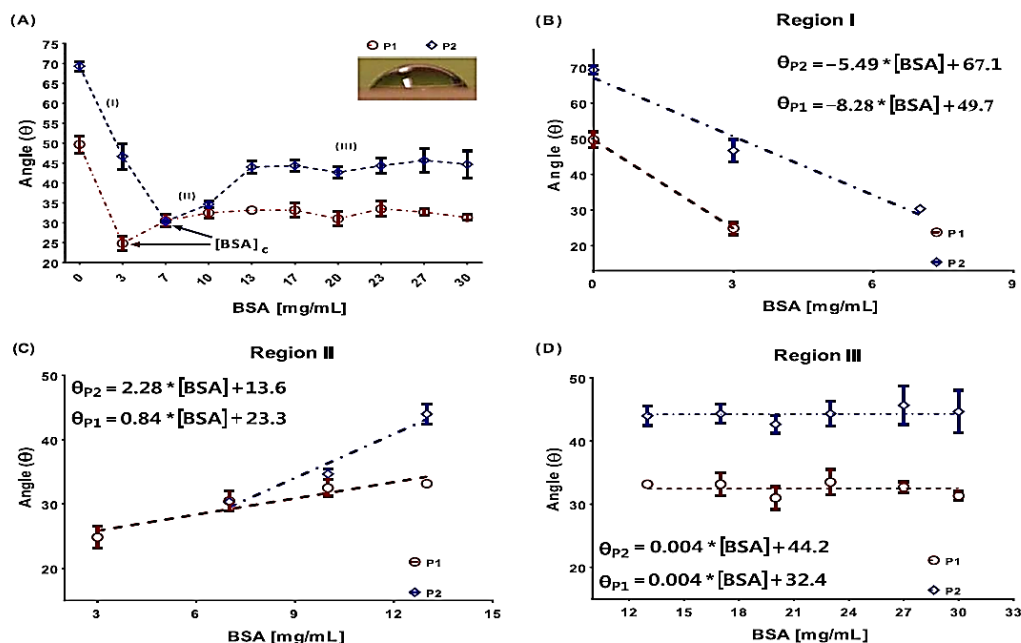 (A)
P1 P2
75
70
65
60
55
50
45
40
35
30
25
20
Angle (θ)
(I)
(II)
(III)
[BSA]c
0 3 7 10 13 17 20 23 27 30
BSA [mg/mL]
(B)
Region I
θP2 = −5.49 * [BSA] + 67.1
θP1 = −8.28 * [BSA] + 49.7
70
60
50
40
30
20
Angle (θ)
P1
P2
0 3 6 9
BSA [mg/mL]
(C)
Region II
θP2 = 2.28 * [BSA] + 13.6
θP1 = 0.84 * [BSA] + 23.3
50
40
30
20
Angle (θ)
P1
P2
3 6 9 12 15
BSA [mg/mL]
(D)
Region III
50
40
30
20
Angle (θ)
θP2 = 0.004 * [BSA] + 44.2
θP1 = 0.004 * [BSA] + 32.4
P1
P2
12 15 18 21 24 27 30 33
BSA [mg/mL]